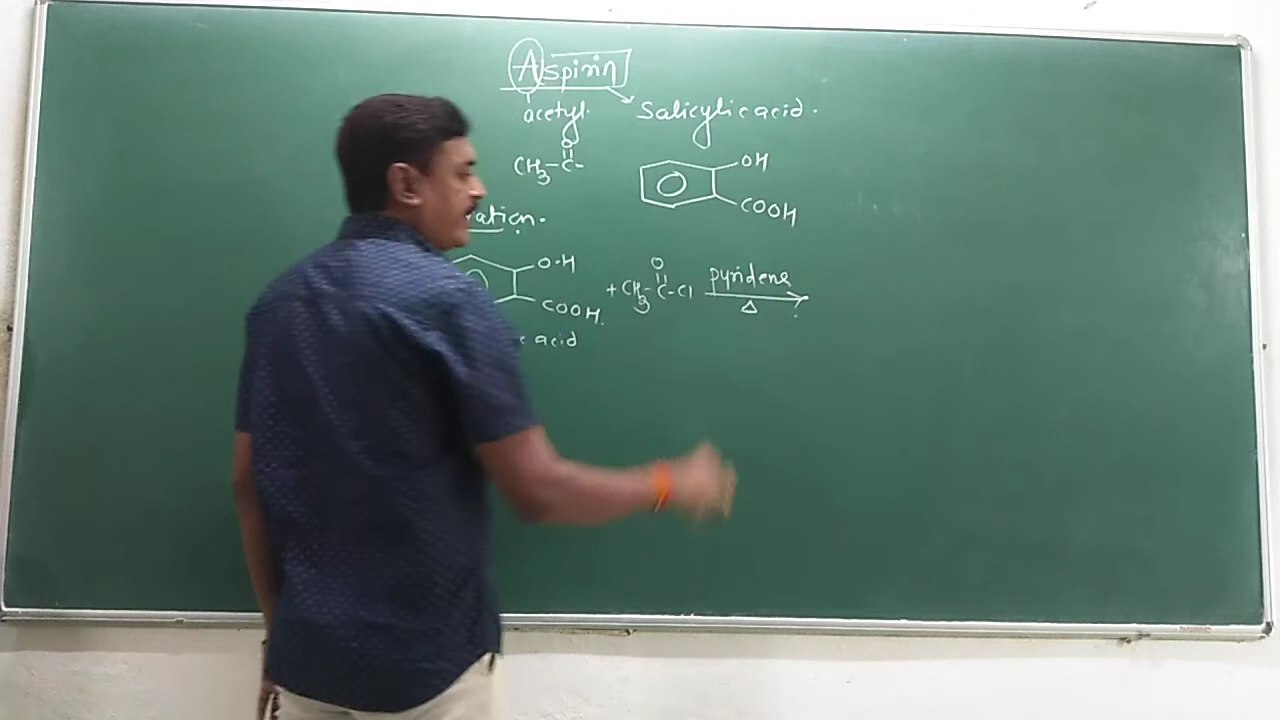 Aspirin
acetyl. Salicylic acid.
O
||
CH3-C- OH
COOH
ration.
O-H
O
||
+ CH3-C-Cl pyridene
Δ
COOH.
c acid